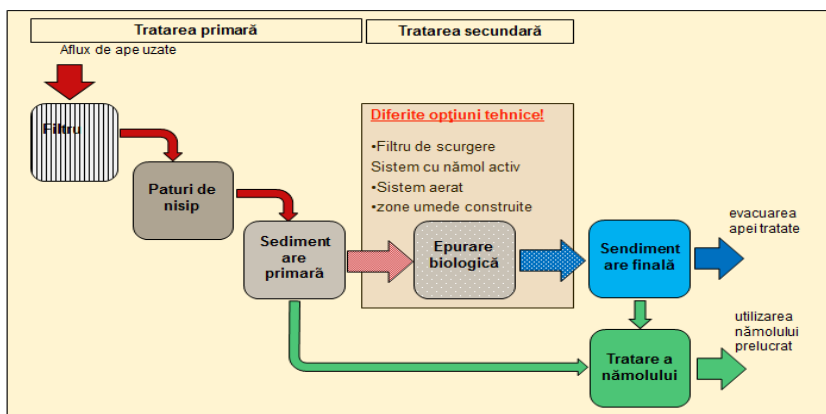 Tratarea primară
Tratarea secundară
Aflux de ape uzate
Filtru
Paturi de
nisip
Sediment
are
primară
Diferite opţiuni tehnice!
•Filtru de scurgere
Sistem cu nămol activ
•Sistem aerat
•zone umede construite
Epurare
biologică
Sendiment
are finală
evacuarea
apei tratate
Tratare a
nămolului
utilizarea
nămolului
prelucrat